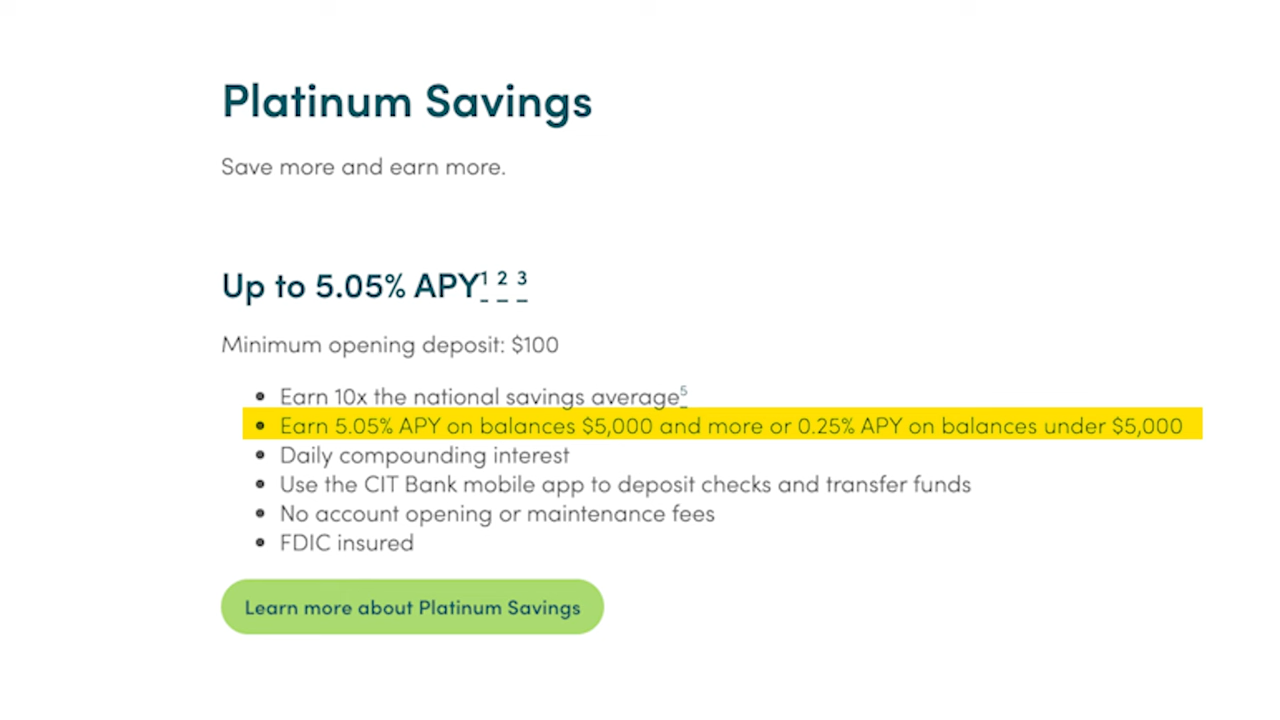 Platinum Savings
Save more and earn more.
Up to 5.05% APY1 2 3
Minimum opening deposit: $100
• Earn 10x the national savings average5
• Earn 5.05% APY on balances $5,000 and more or 0.25% APY on balances under $5,000
• Daily compounding interest
• Use the CIT Bank mobile app to deposit checks and transfer funds
• No account opening or maintenance fees
• FDIC insured
Learn more about Platinum Savings